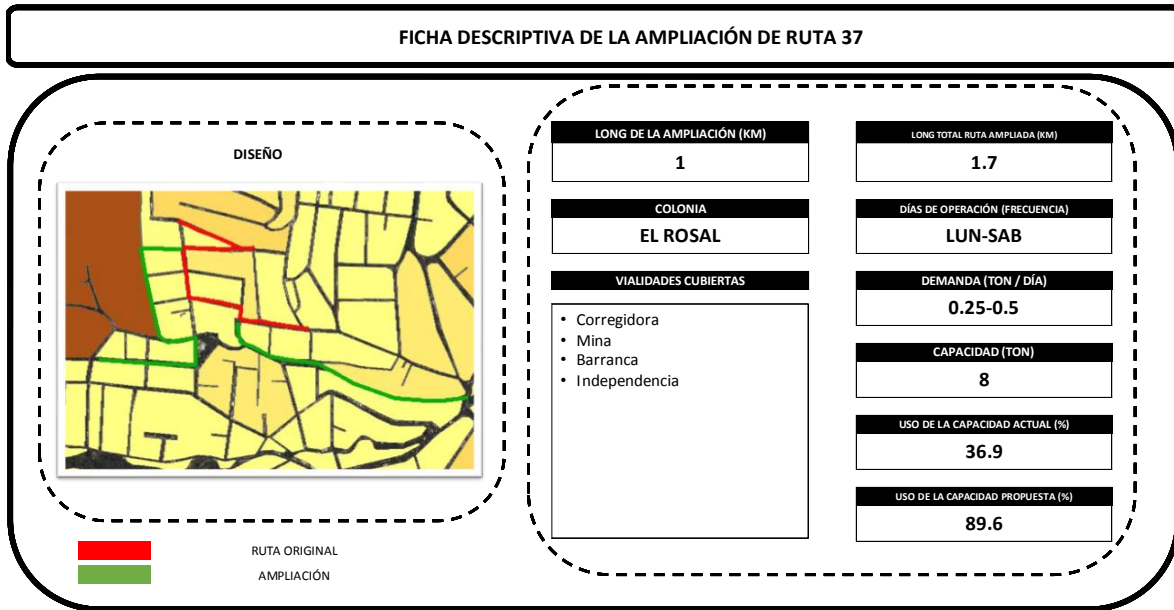 FICHA DESCRIPTIVA DE LA AMPLIACIÓN DE RUTA 37
DISEÑO
RUTA ORIGINAL
AMPLIACIÓN
LONG DE LA AMPLIACIÓN (KM)
1
COLONIA
EL ROSAL
VIALIDADES CUBIERTAS
• Corregidora
• Mina
• Barranca
• Independencia
LONG TOTAL RUTA AMPLIADA (KM)
1.7
DÍAS DE OPERACIÓN (FRECUENCIA)
LUN-SAB
DEMANDA (TON / DÍA)
0.25-0.5
CAPACIDAD (TON)
8
USO DE LA CAPACIDAD ACTUAL (%)
36.9
USO DE LA CAPACIDAD PROPUESTA (%)
89.6